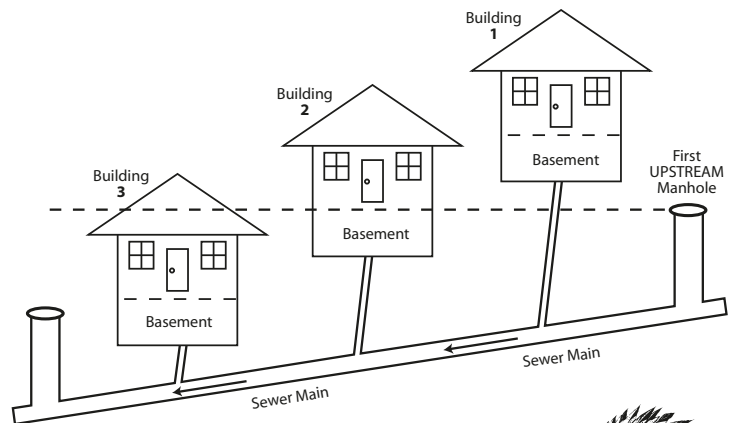 Building
1
Building
2
Building
3
Basement
First
UPSTREAM
Manhole
Basement
Basement
Sewer Main
Sewer Main